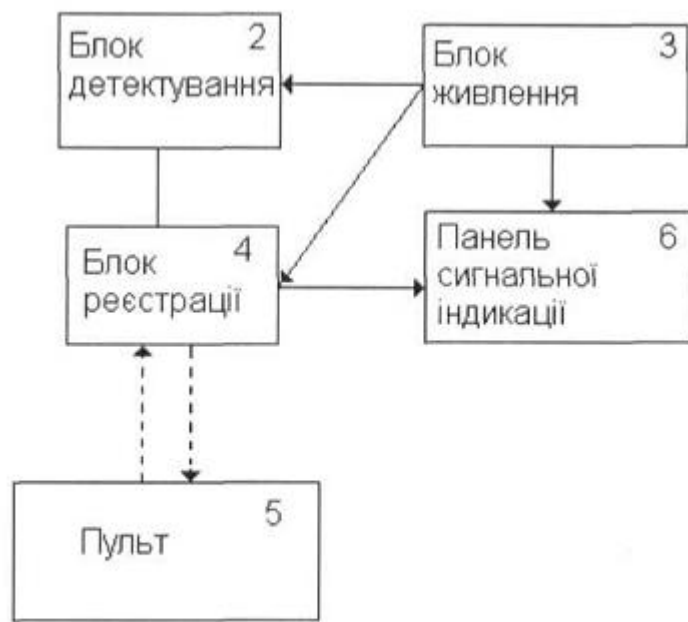 Блок 2
детектування
Блок 3
живлення
Блок 4
реєстрації
Панель 6
сигнальної
індикації
5
Пульт